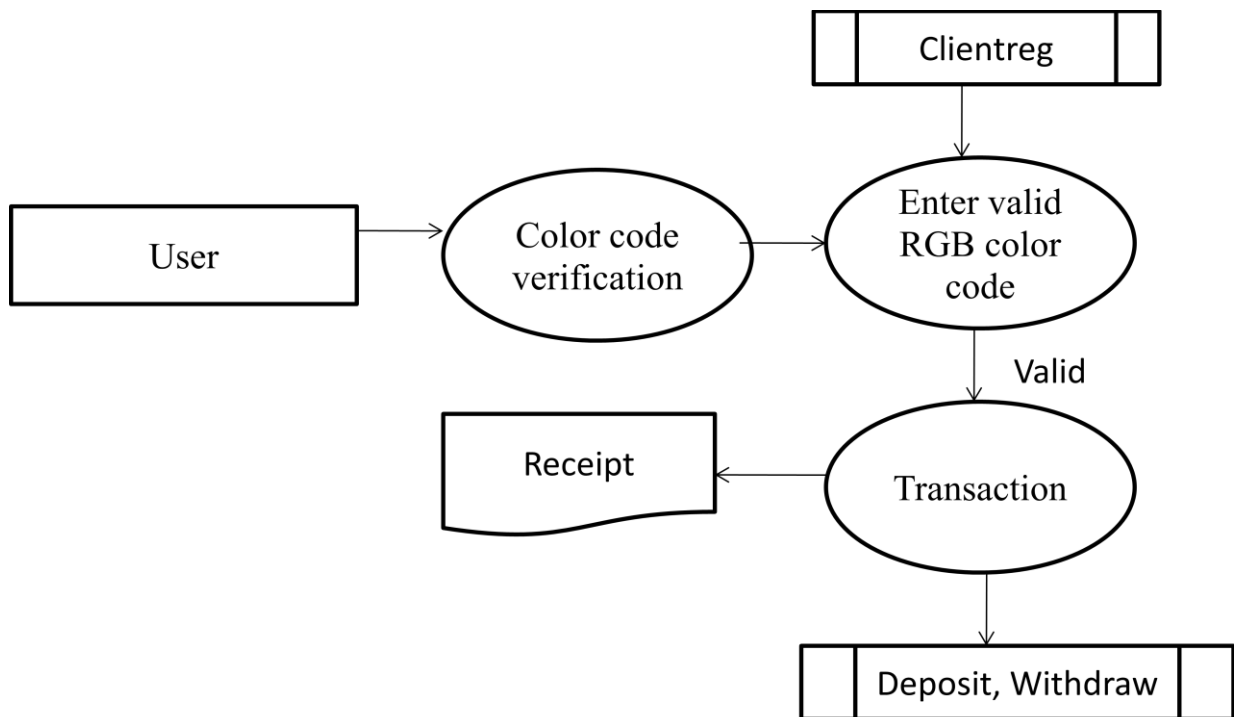 Clientreg
User
Color code
verification
Enter valid
RGB color
code
Valid
Receipt
Transaction
Deposit, Withdraw